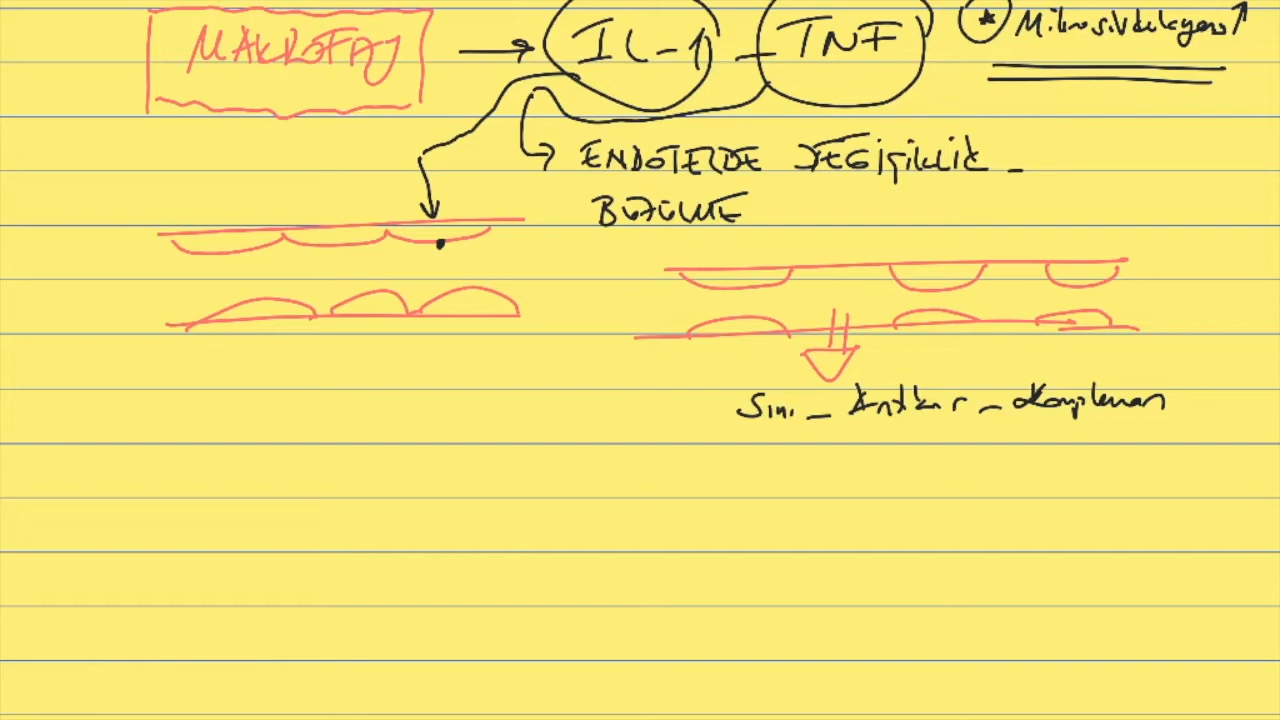 MAKROFAJ → IL-1 - TNF * Mikrosirkülasyon ↑
ENDOTELDE DEĞİŞİKLİK -
BÜZÜLME
Sıvı - Antikor - Kompleman